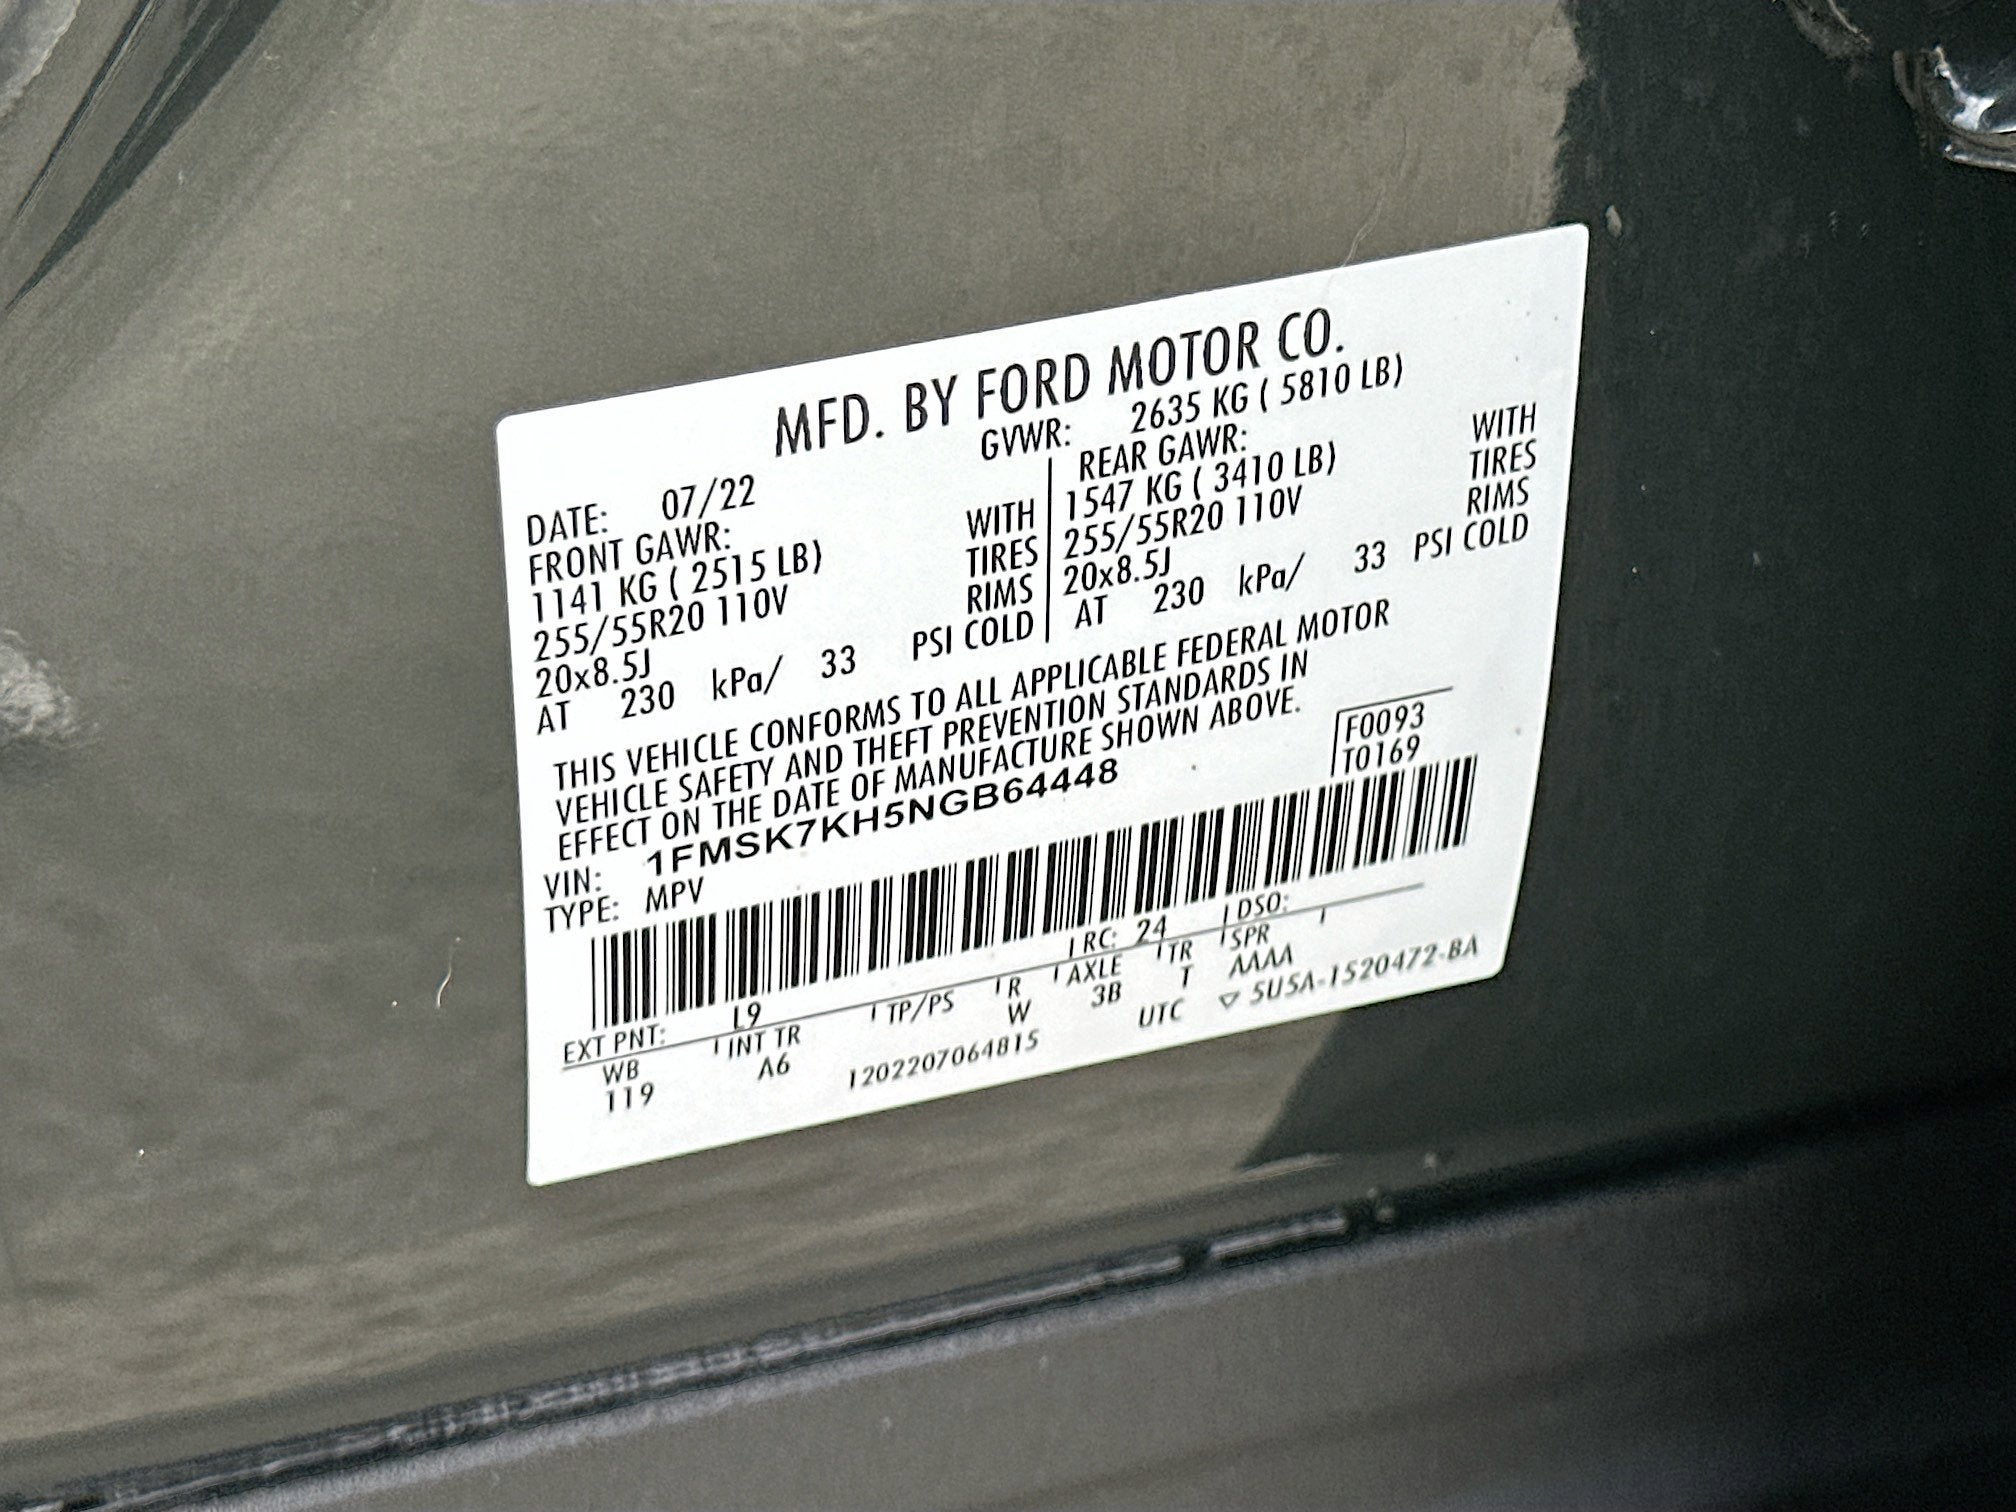 MFD. BY FORD MOTOR CO.
DATE: 07/22 GVWR: 2635 KG ( 5810 LB)
FRONT GAWR: REAR GAWR:
1141 KG ( 2515 LB) WITH 1547 KG ( 3410 LB) WITH
255/55R20 110V TIRES 255/55R20 110V TIRES
20x8.5J RIMS 20x8.5J RIMS
AT 230 kPa/ 33 PSI COLD AT 230 kPa/ 33 PSI COLD
THIS VEHICLE CONFORMS TO ALL APPLICABLE FEDERAL MOTOR
VEHICLE SAFETY AND THEFT PREVENTION STANDARDS IN
EFFECT ON THE DATE OF MANUFACTURE SHOWN ABOVE.
F0093
T0169
VIN: 1FMSK7KH5NGB64448
TYPE: MPV
EXT PNT: L9 RC: 24 DSO:
WB INT TR TP/PS R AXLE TR SPR
119 A6 W 3B T AAAA
1202207064815 UTC ▽ 5U5A-1520472-BA